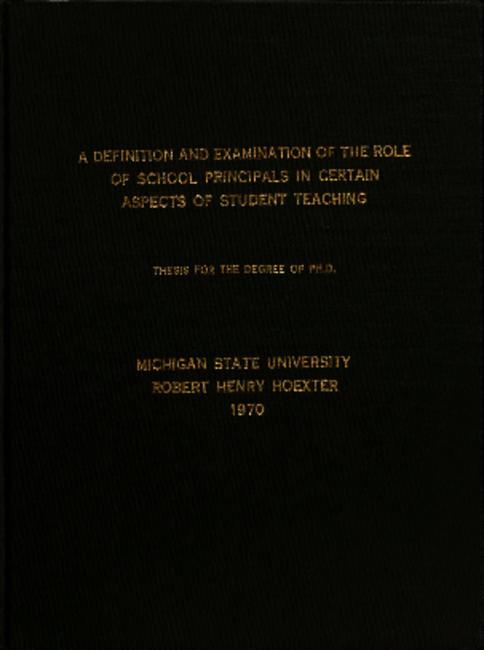 A DEFINITION AND EXAMINATION OF THE ROLE
OF SCHOOL PRINCIPALS IN CERTAIN
ASPECTS OF STUDENT TEACHING
THESIS FOR THE DEGREE OF PH.D.
MICHIGAN STATE UNIVERSITY
ROBERT HENRY HOEXTER
1970